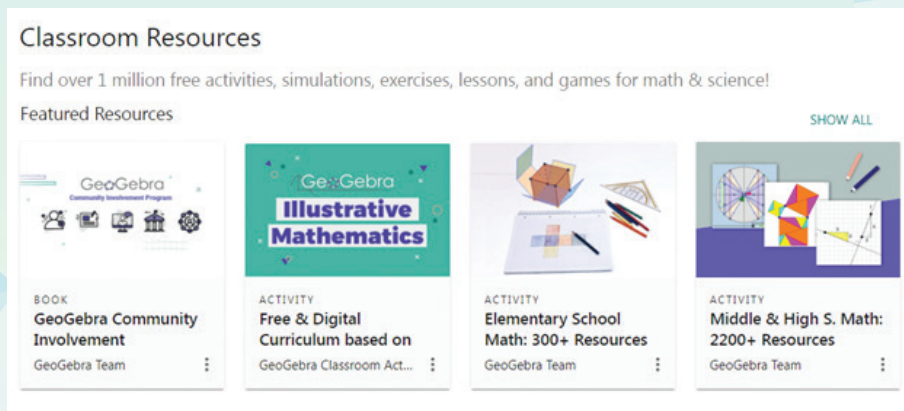 Classroom Resources
Find over 1 million free activities, simulations, exercises, lessons, and games for math & science!
Featured Resources
SHOW ALL
GeoGebra
Community Involvement Program
BOOK
GeoGebra Community
Involvement
GeoGebra Team
GeoGebra
Illustrative
Mathematics
ACTIVITY
Free & Digital
Curriculum based on
GeoGebra Classroom Act...
ACTIVITY
Elementary School
Math: 300+ Resources
GeoGebra Team
ACTIVITY
Middle & High S. Math:
2200+ Resources
GeoGebra Team